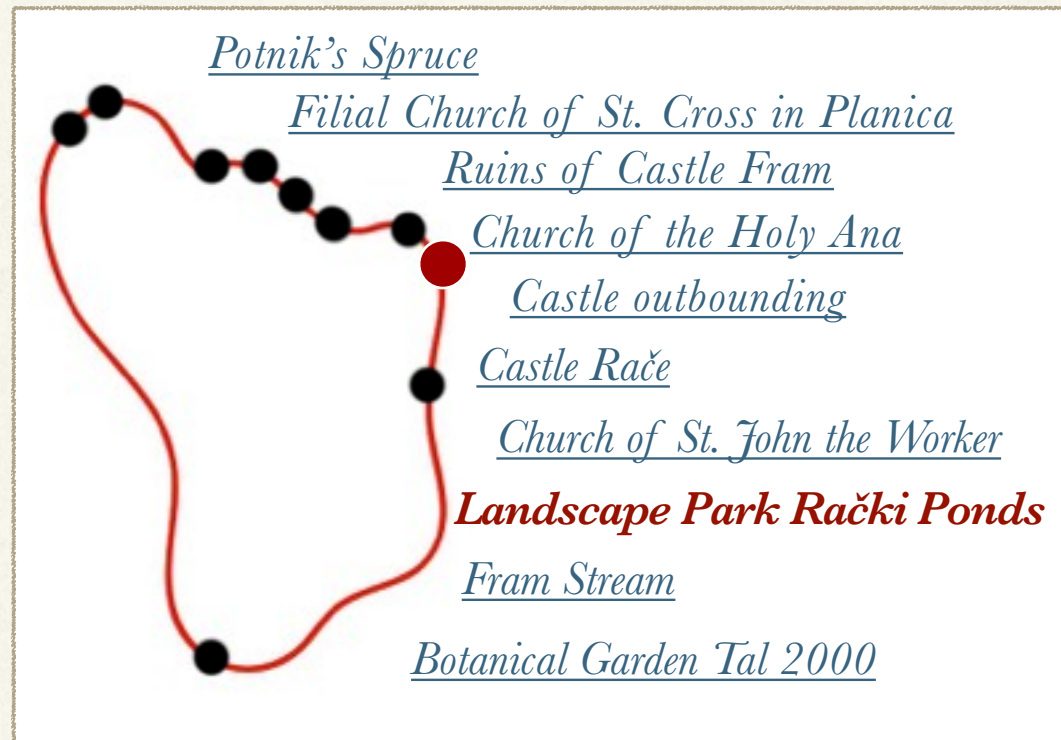 Potnik’s Spruce
Filial Church of St. Cross in Planica
Ruins of Castle Fram
Church of the Holy Ana
Castle outbounding
Castle Rače
Church of St. John the Worker
Landscape Park Rački Ponds
Fram Stream
Botanical Garden Tal 2000